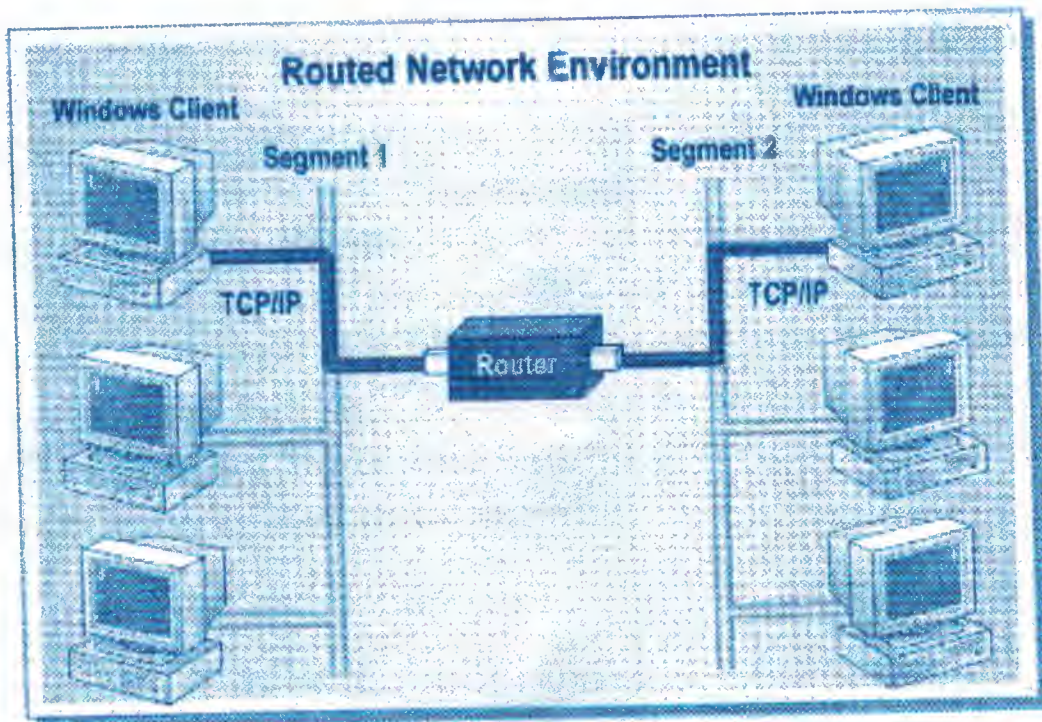 Routed Network Environment
Windows Client
Windows Client
Segment 1
Segment 2
TCP/IP
TCP/IP
Router